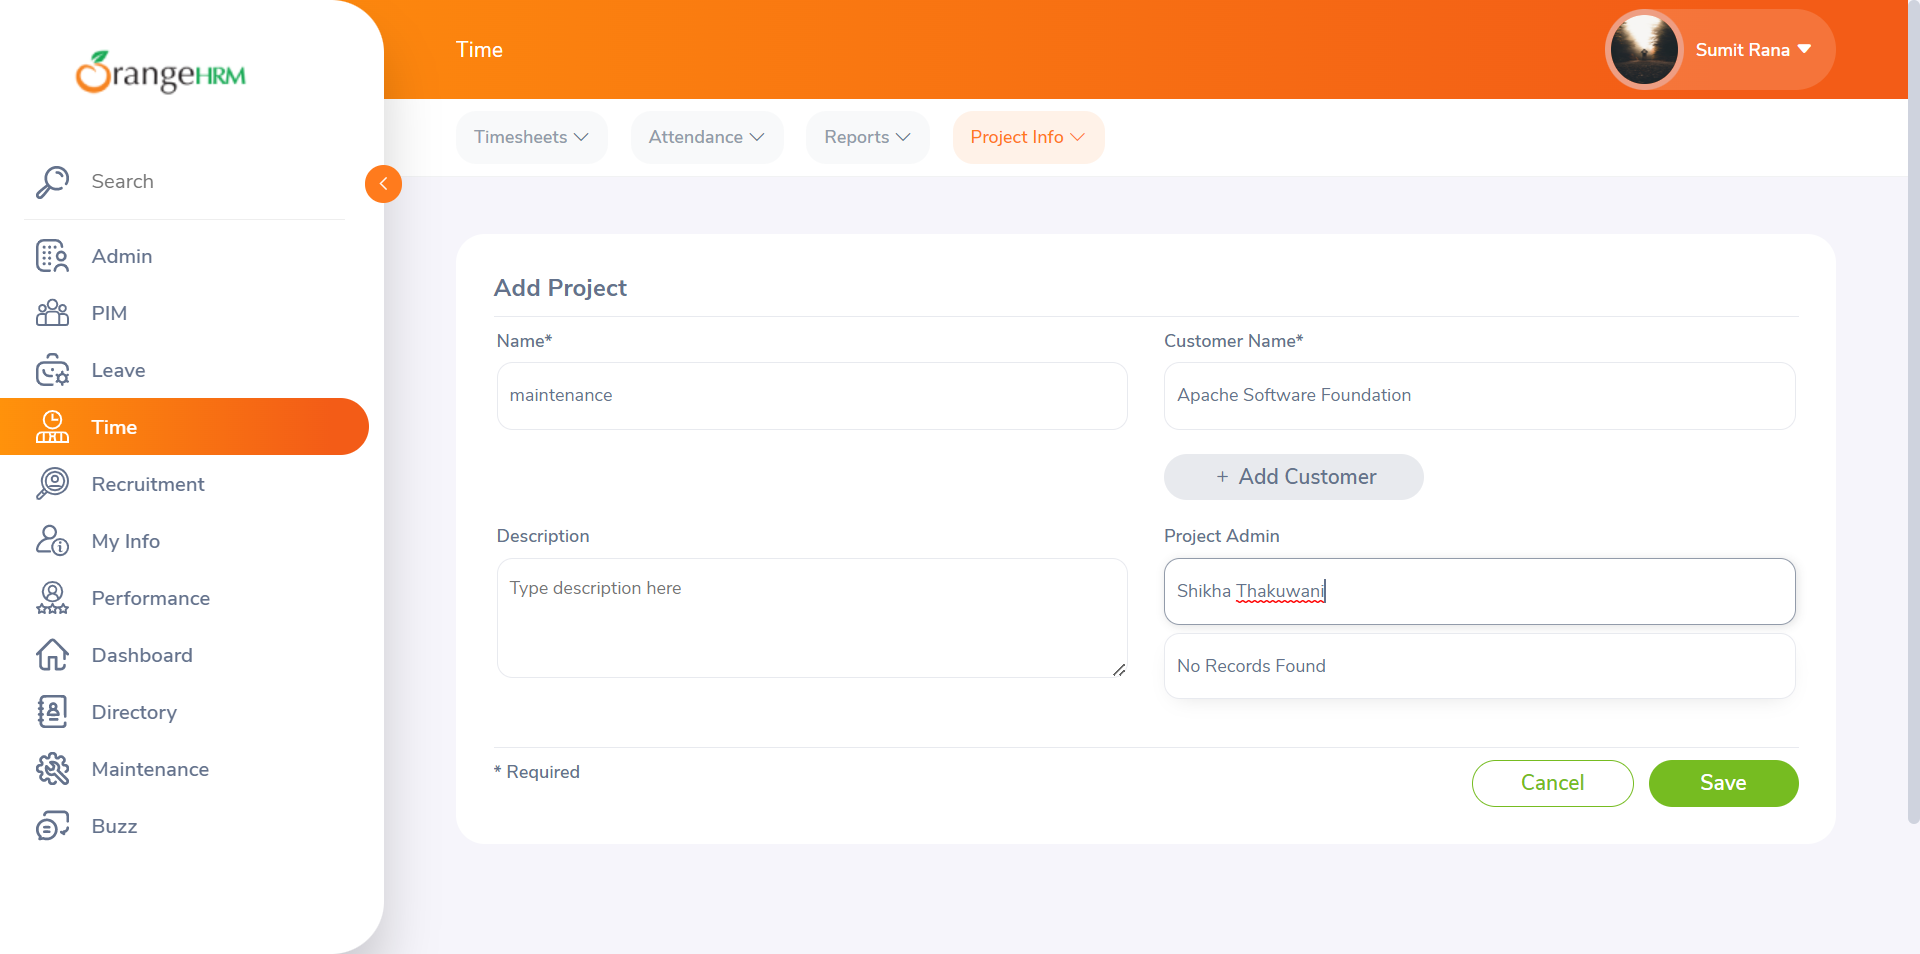 OrangeHRM
Time
Sumit Rana
Timesheets
Attendance
Reports
Project Info
Search
Admin
PIM
Leave
Time
Recruitment
My Info
Performance
Dashboard
Directory
Maintenance
Buzz
Add Project
Name*
Customer Name*
maintenance
Apache Software Foundation
+ Add Customer
Description
Project Admin
Type description here
Shikha Thakuwani
No Records Found
* Required
Cancel
Save